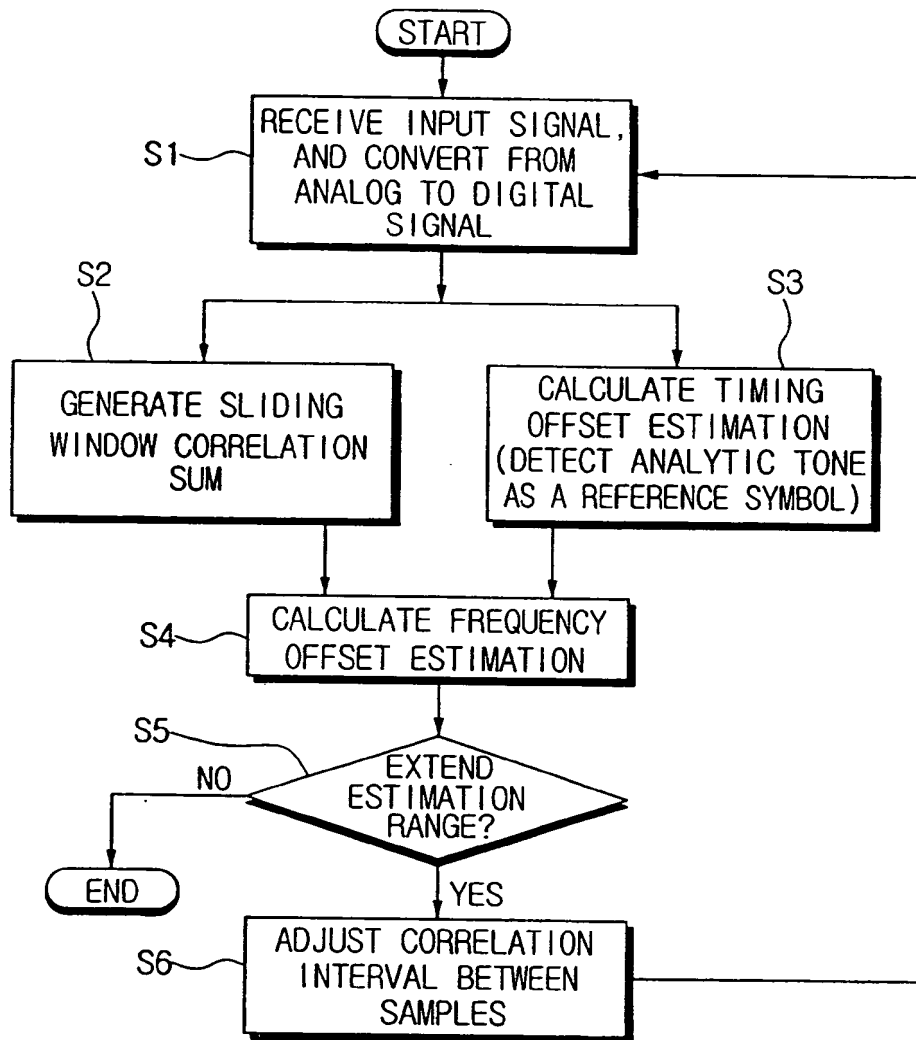 START
S1
RECEIVE INPUT SIGNAL,
AND CONVERT FROM
ANALOG TO DIGITAL
SIGNAL
S2
GENERATE SLIDING
WINDOW CORRELATION
SUM
S3
CALCULATE TIMING
OFFSET ESTIMATION
(DETECT ANALYTIC TONE
AS A REFERENCE SYMBOL)
S4
CALCULATE FREQUENCY
OFFSET ESTIMATION
S5
EXTEND
ESTIMATION
RANGE?
NO
END
YES
S6
ADJUST CORRELATION
INTERVAL BETWEEN
SAMPLES